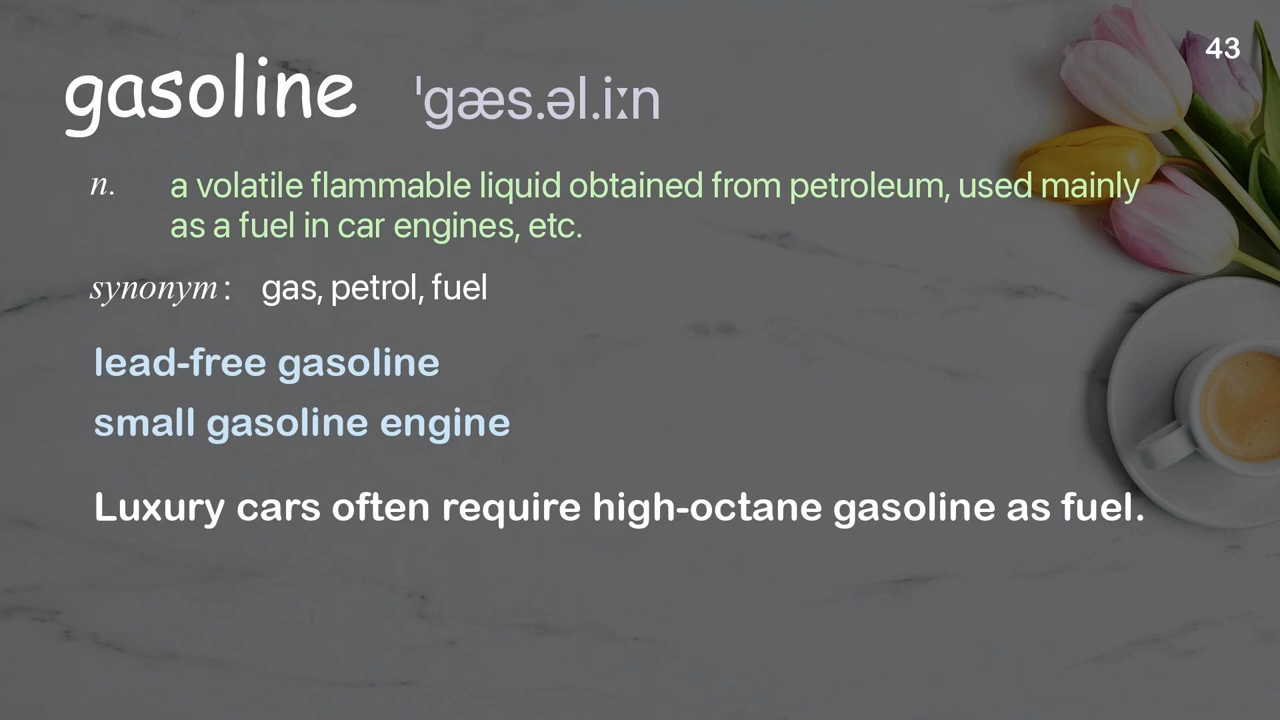 43
gasoline ˈɡæs.əl.iːn
n. a volatile flammable liquid obtained from petroleum, used mainly
as a fuel in car engines, etc.
synonym: gas, petrol, fuel
lead-free gasoline
small gasoline engine
Luxury cars often require high-octane gasoline as fuel.